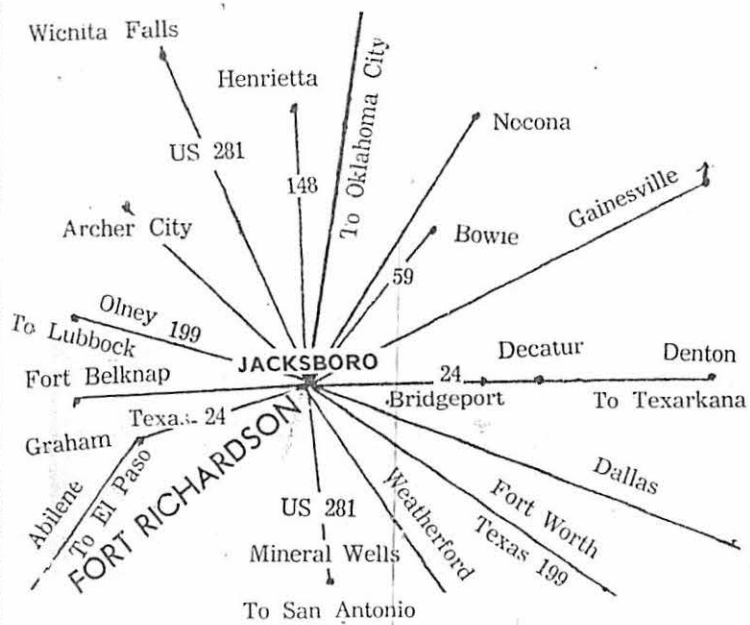 Wichita Falls
Henrietta
To Oklahoma City
Nocona
US 281
148
Gainesville
Archer City
Bowie
59
Olney 199
To Lubbock
JACKSBORO
Decatur
Denton
Fort Belknap
24
Bridgeport
To Texarkana
Texas 24
Graham
FORT RICHARDSON
Abilene
To El Paso
Dallas
Weatherford
Fort Worth
Texas 199
US 281
Mineral Wells
To San Antonio